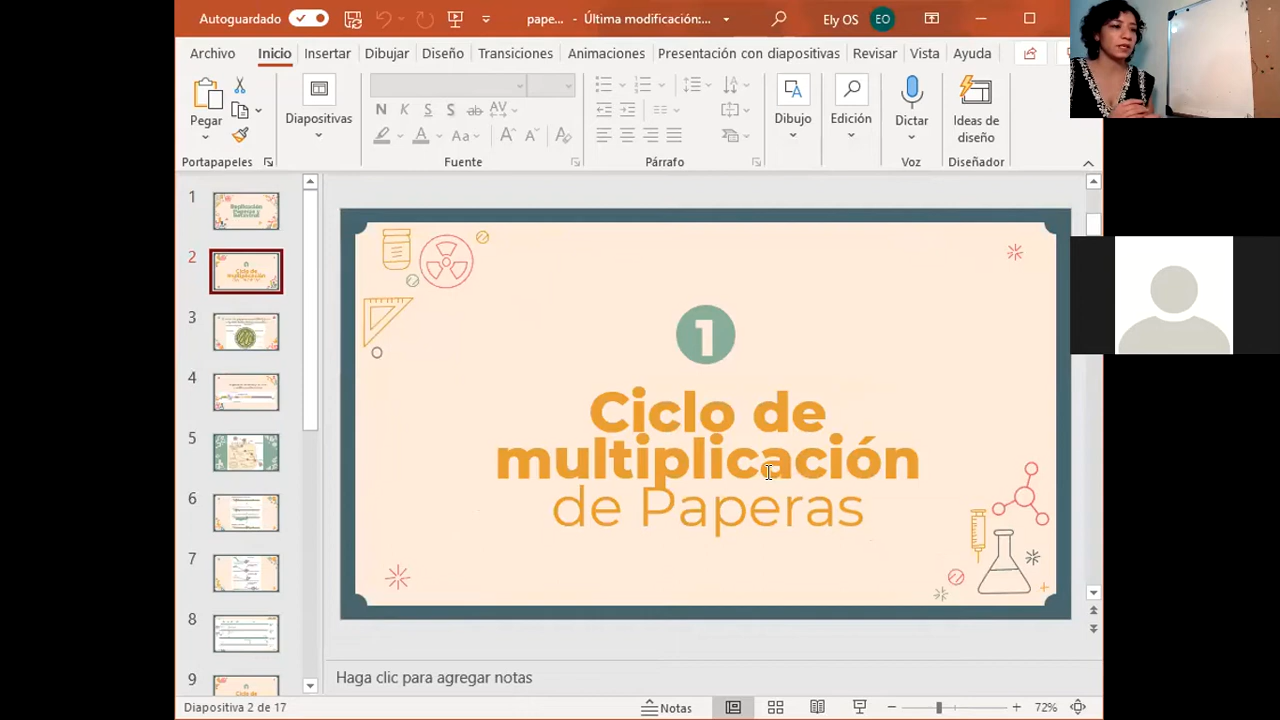 Autoguardado
pape... - Última modificación:...
Ely OS
EO
Archivo Inicio Insertar Dibujar Diseño Transiciones Animaciones Presentación con diapositivas Revisar Vista Ayuda
Pegar
Diapositivas
N K S S ab AV
A Aa A A A
Dibujo
Edición
Dictar
Ideas de
diseño
Portapapeles Fuente Párrafo Voz Diseñador
1
2
3
4
5
6
7
8
9
1
Ciclo de
multiplicación
de Paperas
Haga clic para agregar notas
Diapositiva 2 de 17
Notas
72%